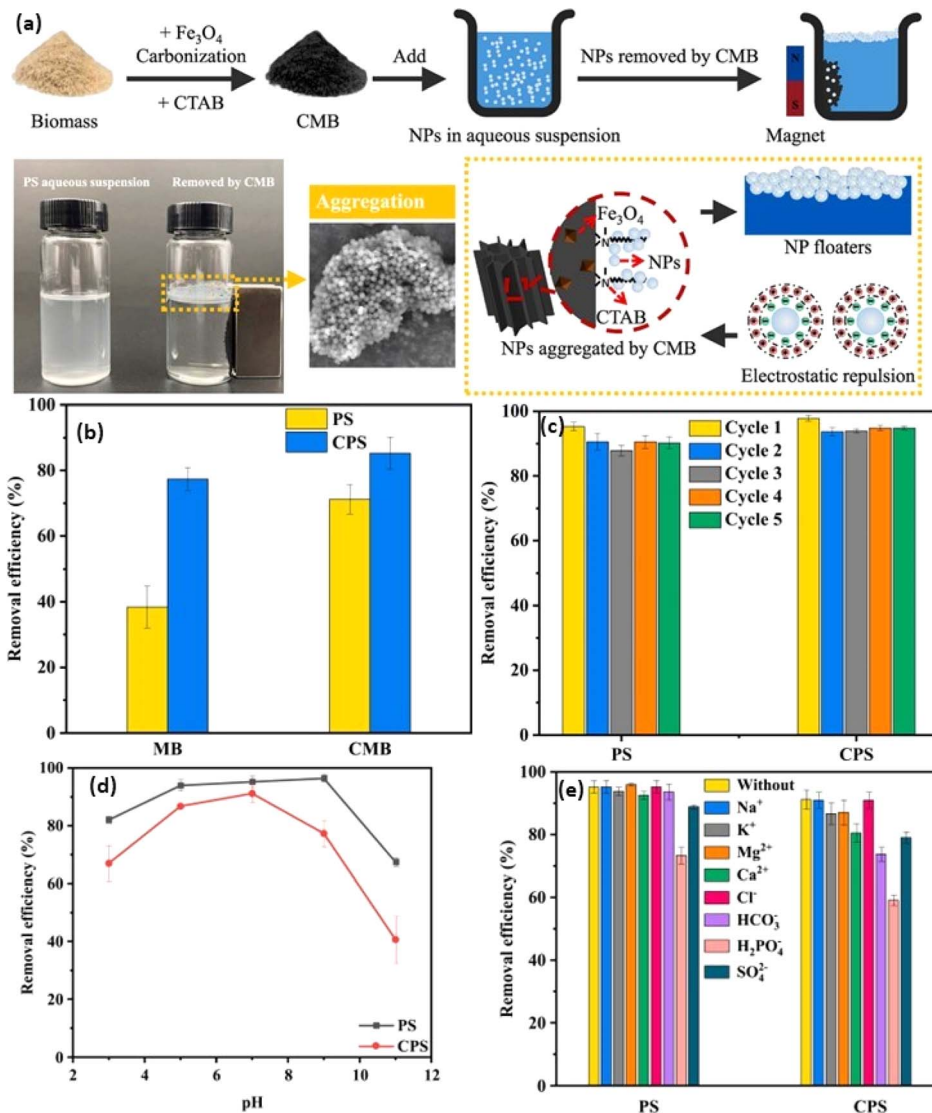 (a)
+ Fe₃O₄
Carbonization
+ CTAB
Biomass
CMB
Add
NPs in aqueous suspension
NPs removed by CMB
N
S
Magnet
PS aqueous suspension
Removed by CMB
Aggregation
Fe₃O₄
N
NPs
N
CTAB
NPs aggregated by CMB
NP floaters
Electrostatic repulsion
(b)
Removal efficiency (%)
100
80
60
40
20
0
PS
CPS
MB
CMB
(c)
Removal efficiency (%)
100
80
60
40
20
0
Cycle 1
Cycle 2
Cycle 3
Cycle 4
Cycle 5
PS
CPS
(d)
Removal efficiency (%)
100
80
60
40
20
0
PS
CPS
2
4
6
8
10
12
pH
(e)
Removal efficiency (%)
100
80
60
40
20
0
Without
Na⁺
K⁺
Mg²⁺
Ca²⁺
Cl⁻
HCO₃⁻
H₂PO₄⁻
SO₄²⁻
PS
CPS